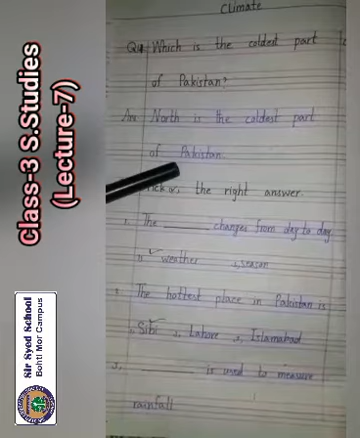 Class-3 S.Studies
(Lecture-7)
Sir Syed School
Bohti Mor Campus
Climate
Q1 Which is the coldest part
of Pakistan?
Ans North is the coldest part
of Pakistan.
the right answer.
1. The ______ changes from day to day
1, ✓ weather 2, season
2. The hottest place in Pakistan is
1, Sibi ✓ 2, Lahore 3, Islamabad
3, ______ is used to measure
rainfall